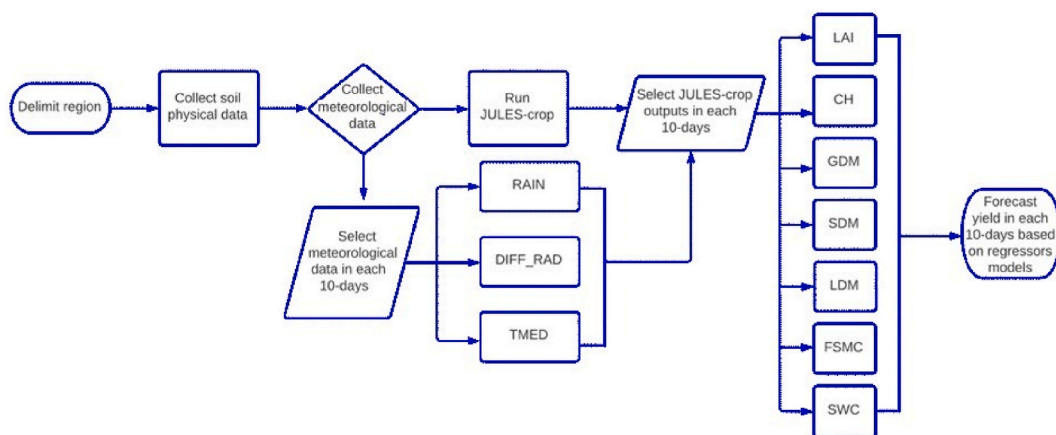 Delimit region
Collect soil
physical data
Collect
meteorological
data
Run
JULES-crop
Select JULES-crop
outputs in each
10-days
Select
meteorological
data in each
10-days
RAIN
DIFF_RAD
TMED
LAI
CH
GDM
SDM
LDM
FSMC
SWC
Forecast
yield in each
10-days based
on regressors
models